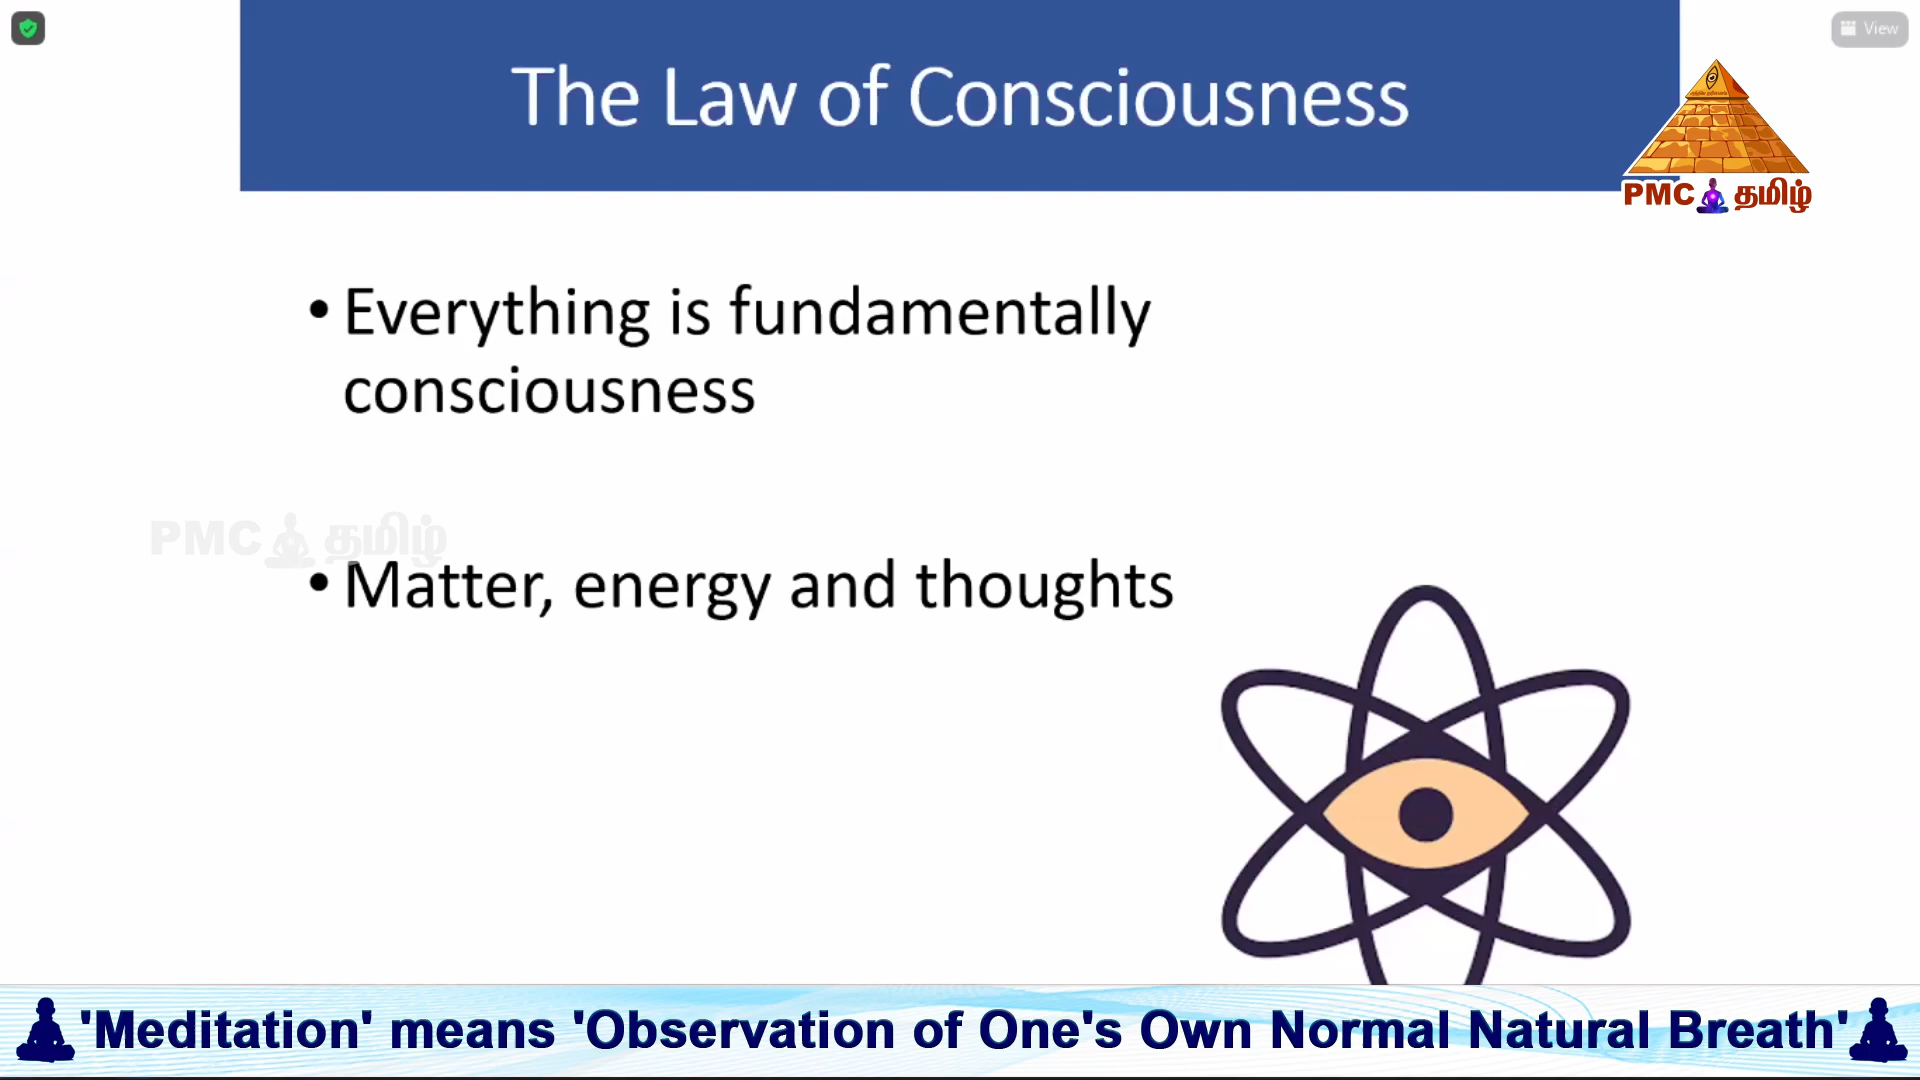 View
The Law of Consciousness
PMC தமிழ்
• Everything is fundamentally
consciousness
PMC தமிழ்
• Matter, energy and thoughts
'Meditation' means 'Observation of One's Own Normal Natural Breath'